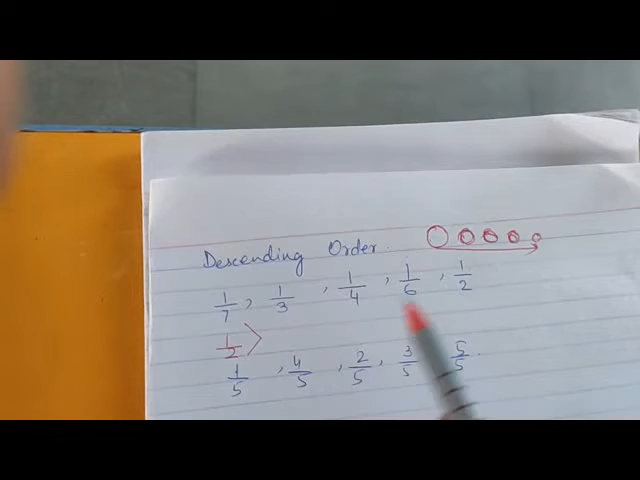 Descending Order.
1/7, 1/3, 1/4, 1/6, 1/2
1/2 >
1/5, 4/5, 2/5, 3/5 5/5.